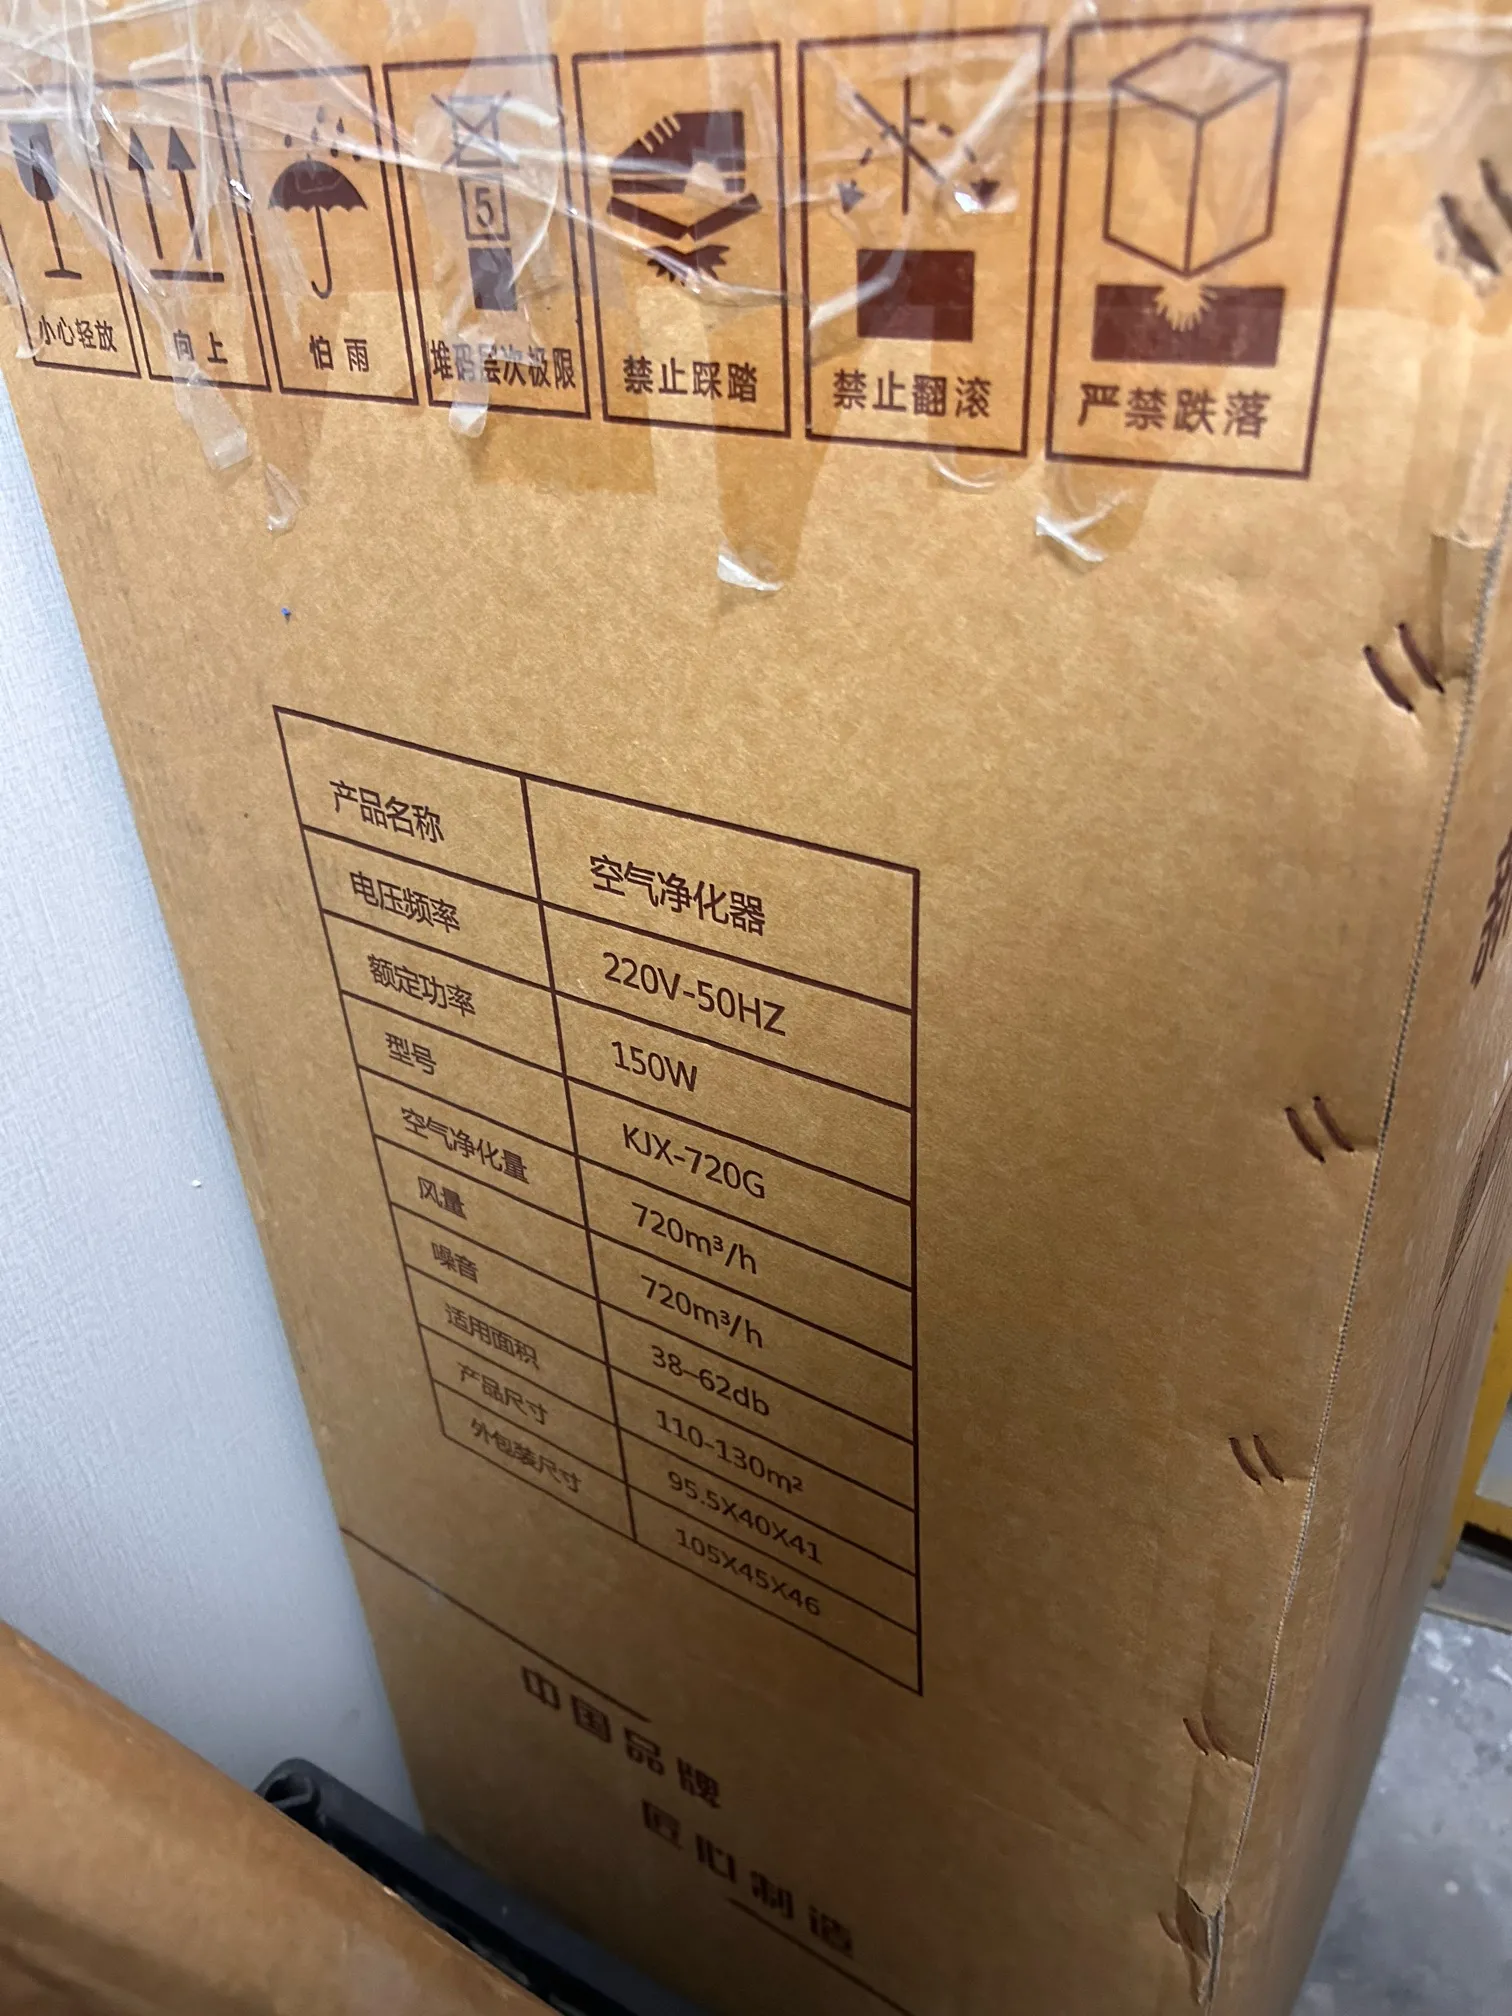 5
小心轻放
向上
怕雨
堆码层次极限
禁止踩踏
禁止翻滚
严禁跌落
产品名称 空气净化器
电压频率 220V-50HZ
额定功率 150W
型号 KJX-720G
空气净化量 720m³/h
风量 720m³/h
噪音 38-62db
适用面积 110-130m²
产品尺寸 95.5X40X41
外包装尺寸 105X45X46
中国品牌
匠心制造